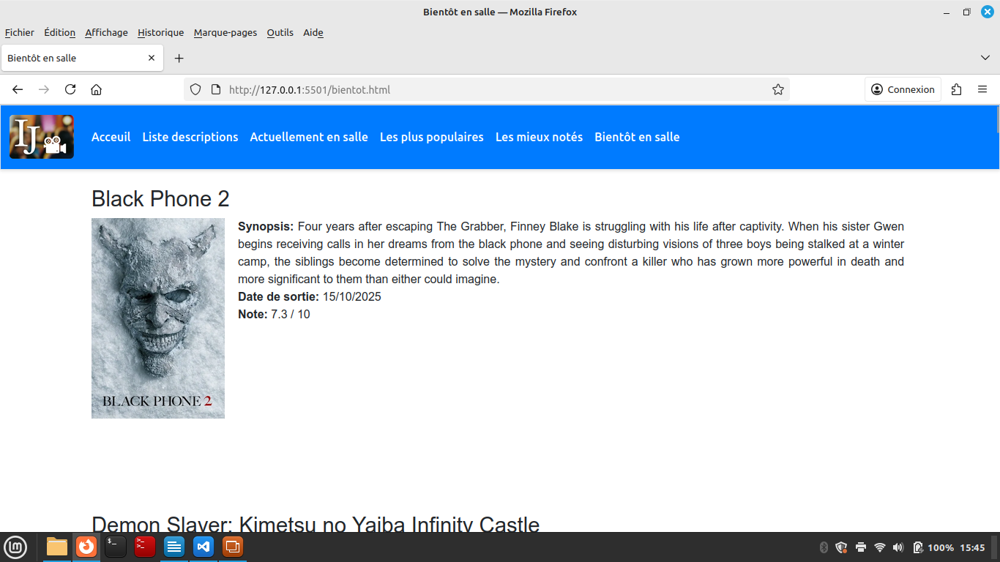 Bientôt en salle — Mozilla Firefox
Fichier Édition Affichage Historique Marque-pages Outils Aide
Bientôt en salle
http://127.0.0.1:5501/bientot.html
Connexion
IJ
Acceuil Liste descriptions Actuellement en salle Les plus populaires Les mieux notés Bientôt en salle
Black Phone 2
Synopsis: Four years after escaping The Grabber, Finney Blake is struggling with his life after captivity. When his sister Gwen
begins receiving calls in her dreams from the black phone and seeing disturbing visions of three boys being stalked at a winter
camp, the siblings become determined to solve the mystery and confront a killer who has grown more powerful in death and
more significant to them than either could imagine.
Date de sortie: 15/10/2025
Note: 7.3 / 10
BLACK PHONE 2
Demon Slayer: Kimetsu no Yaiba Infinity Castle
100% 15:45